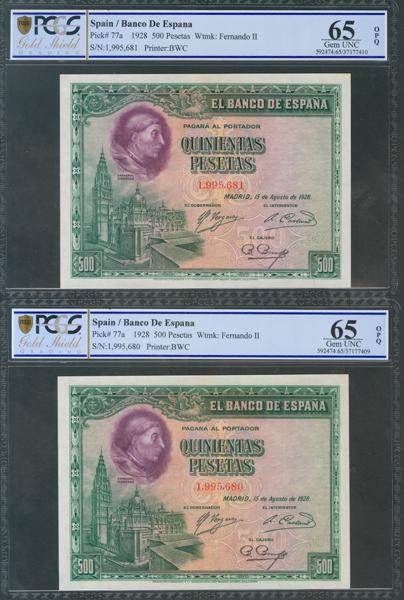 PCGS
Gold Shield
GRADING
Spain / Banco De Espana
Pick# 77a 1928 500 Pesetas Wtmk: Fernando II
S/N:1,995,681 Printer:BWC
65
Gem UNC
592474.65/37177410
OPQ
EL BANCO DE ESPAÑA
PAGARÁ AL PORTADOR
QUINIENTAS
PESETAS
1.995.681
MADRID, 15 de Agosto de 1928.
EL GOBERNADOR
EL INTERVENTOR
EL CAJERO
500
500
PCGS
Gold Shield
GRADING
Spain / Banco De Espana
Pick# 77a 1928 500 Pesetas Wtmk: Fernando II
S/N:1,995,680 Printer:BWC
65
Gem UNC
592474.65/37177409
OPQ
EL BANCO DE ESPAÑA
PAGARÁ AL PORTADOR
QUINIENTAS
PESETAS
1.995.680
MADRID, 15 de Agosto de 1928.
EL GOBERNADOR
EL INTERVENTOR
EL CAJERO
500
500